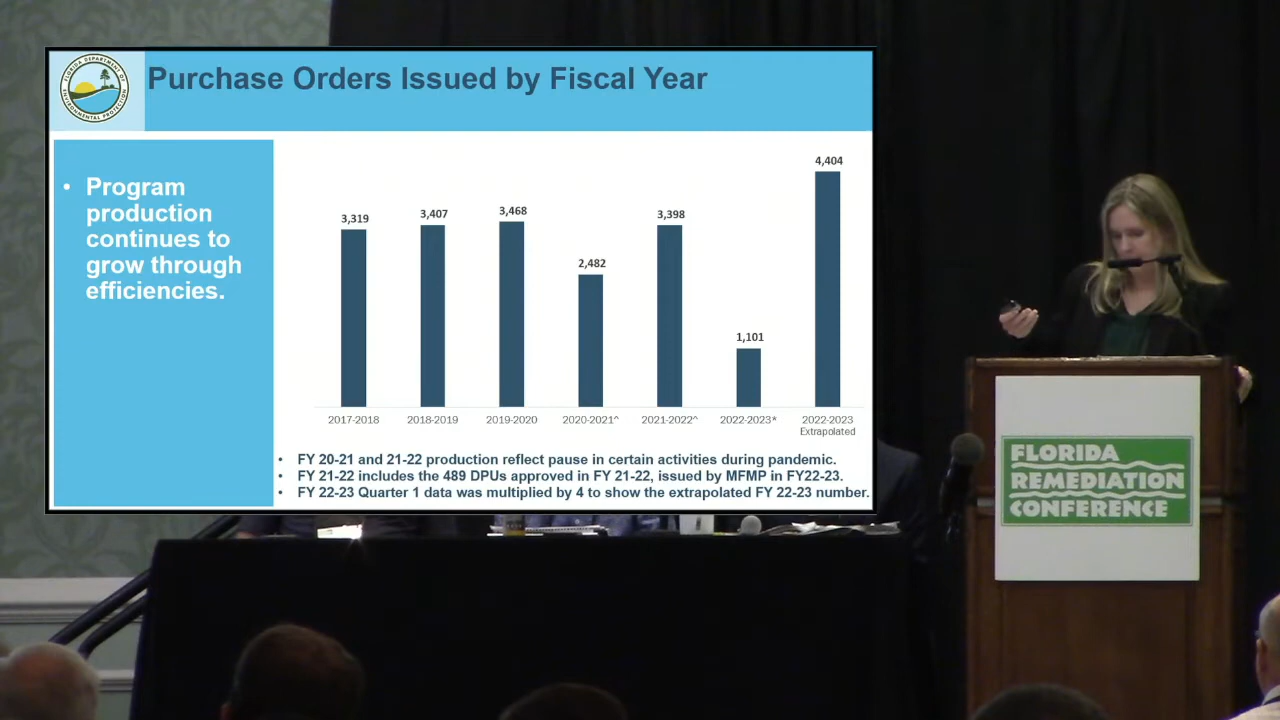 FLORIDA DEPARTMENT OF
ENVIRONMENTAL PROTECTION
Purchase Orders Issued by Fiscal Year
• Program
production
continues to
grow through
efficiencies.
3,319
3,407
3,468
2,482
3,398
1,101
4,404
2017-2018
2018-2019
2019-2020
2020-2021^
2021-2022^
2022-2023*
2022-2023
Extrapolated
• FY 20-21 and 21-22 production reflect pause in certain activities during pandemic.
• FY 21-22 includes the 489 DPUs approved in FY 21-22, issued by MFMP in FY22-23.
• FY 22-23 Quarter 1 data was multiplied by 4 to show the extrapolated FY 22-23 number.
FLORIDA
REMEDIATION
CONFERENCE